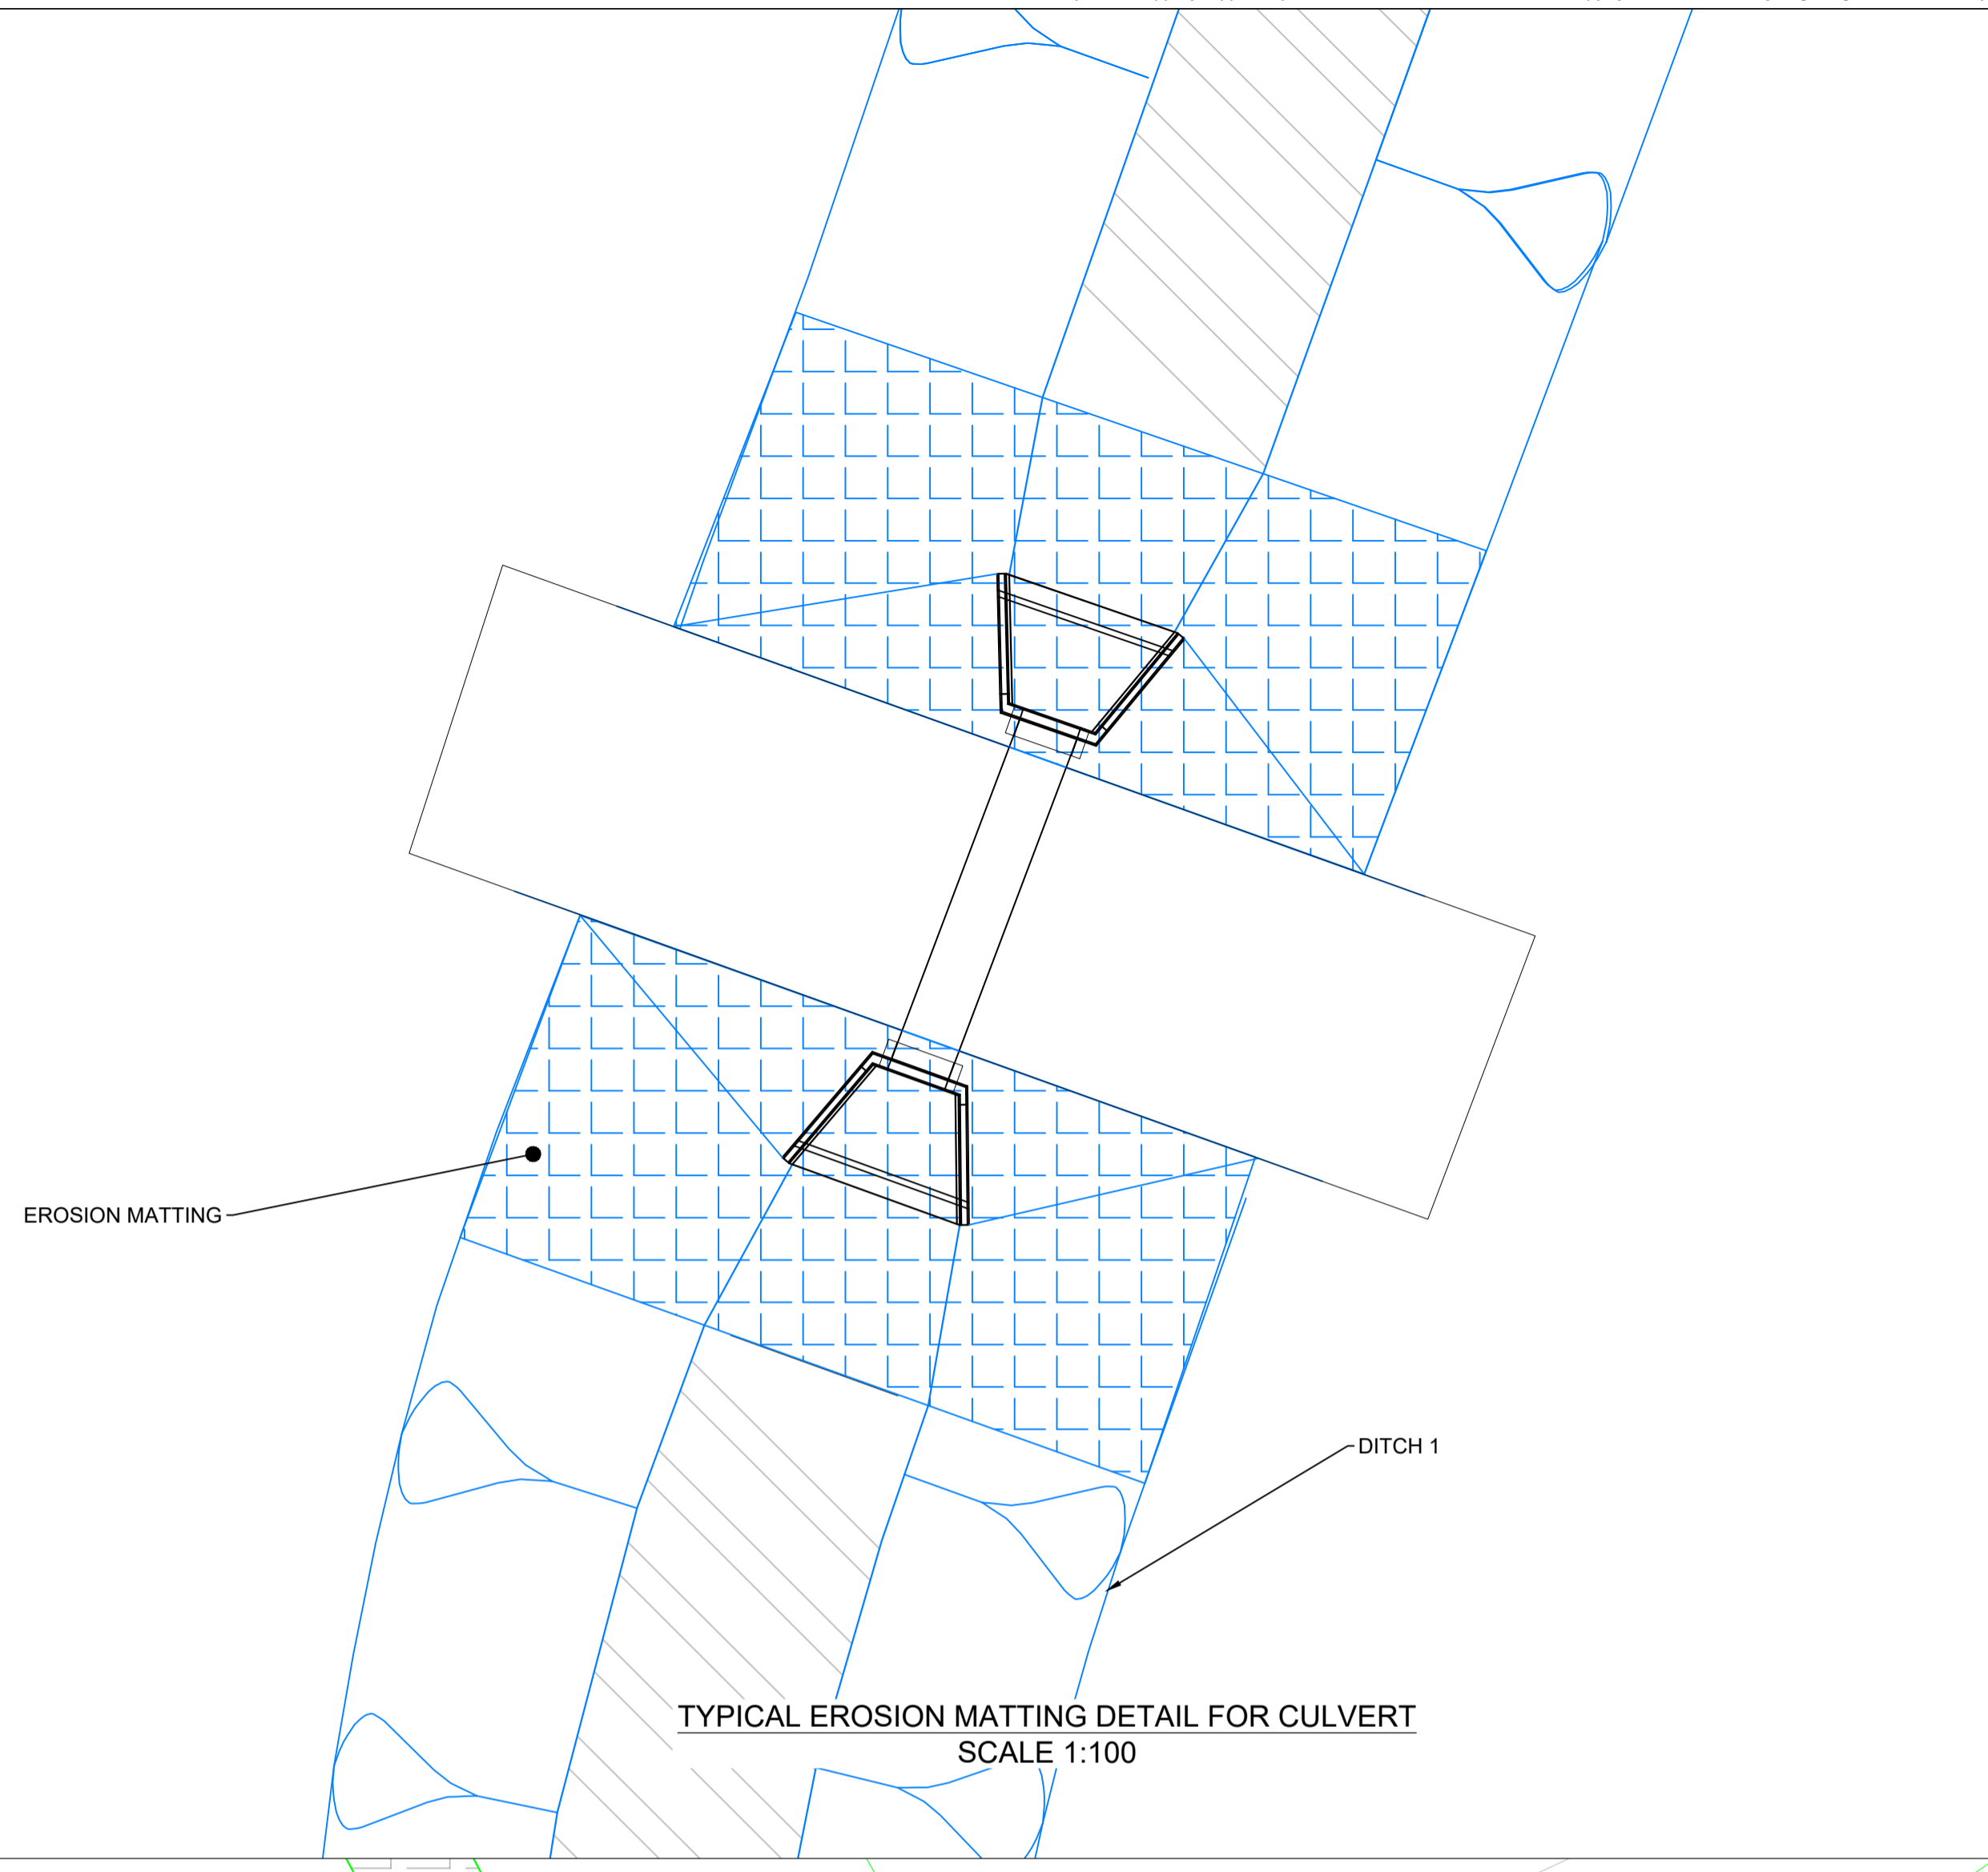 EROSION MATTING
DITCH 1
TYPICAL EROSION MATTING DETAIL FOR CULVERT
SCALE 1:100